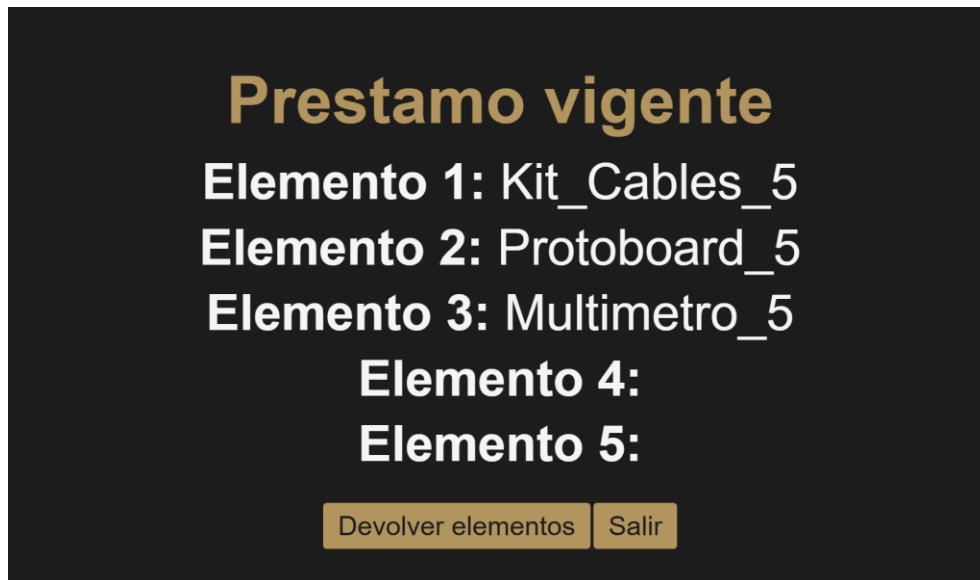 Prestamo vigente
Elemento 1: Kit_Cables_5
Elemento 2: Protoboard_5
Elemento 3: Multimetro_5
Elemento 4:
Elemento 5:
Devolver elementos Salir